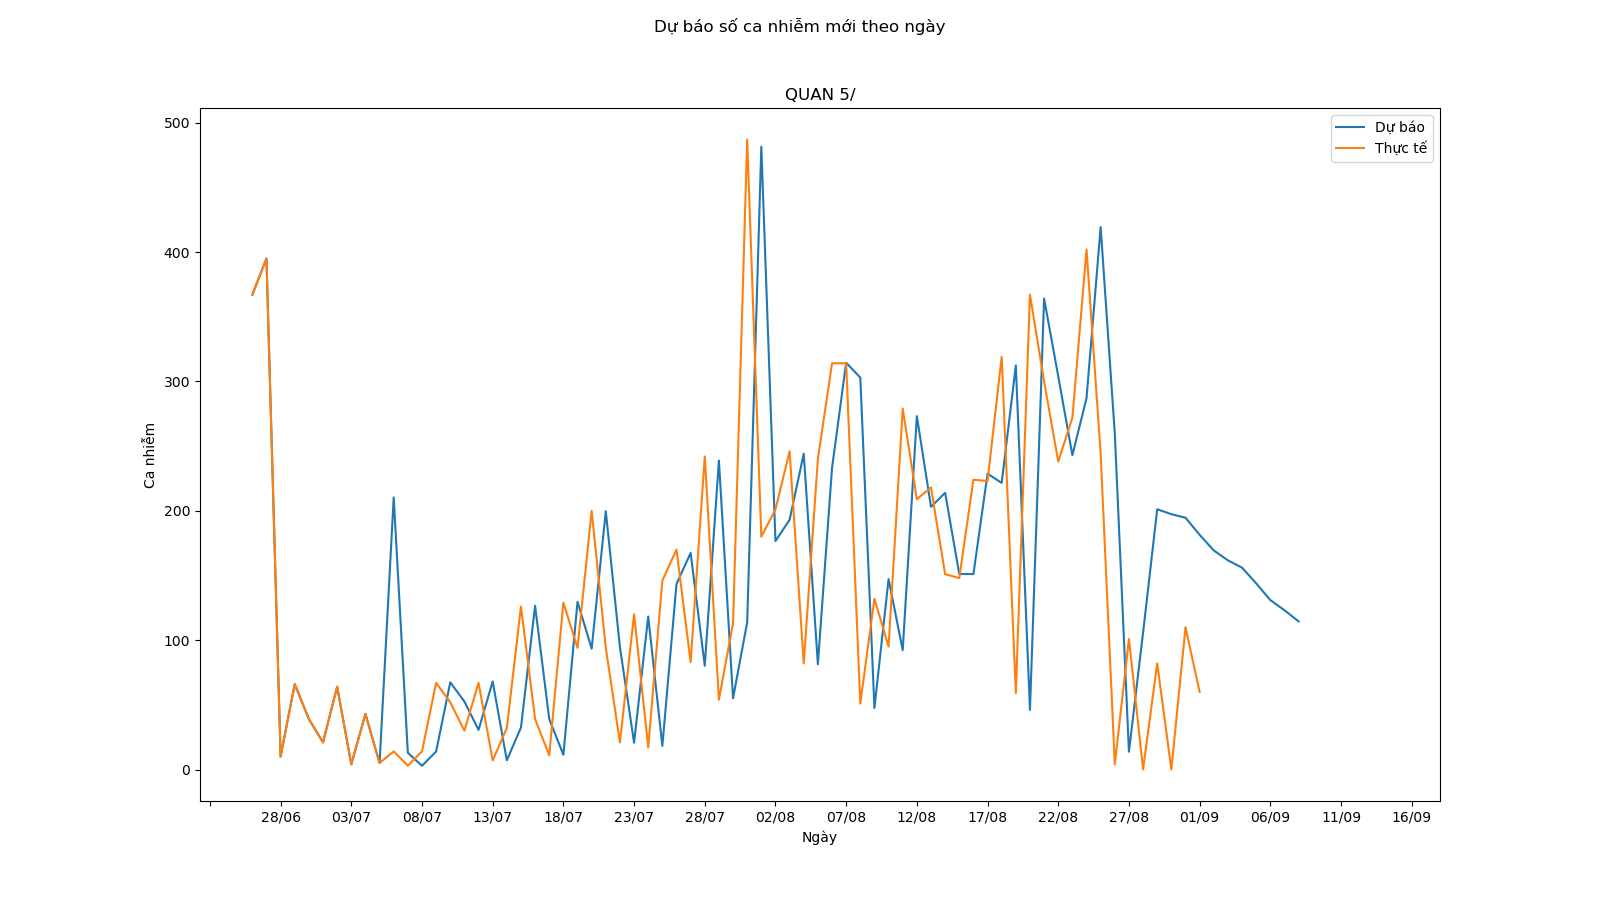 Dự báo số ca nhiễm mới theo ngày
QUAN 5/
Dự báo
Thực tế
500
400
300
200
100
0
Ca nhiễm
28/06 03/07 08/07 13/07 18/07 23/07 28/07 02/08 07/08 12/08 17/08 22/08 27/08 01/09 06/09 11/09 16/09
Ngày